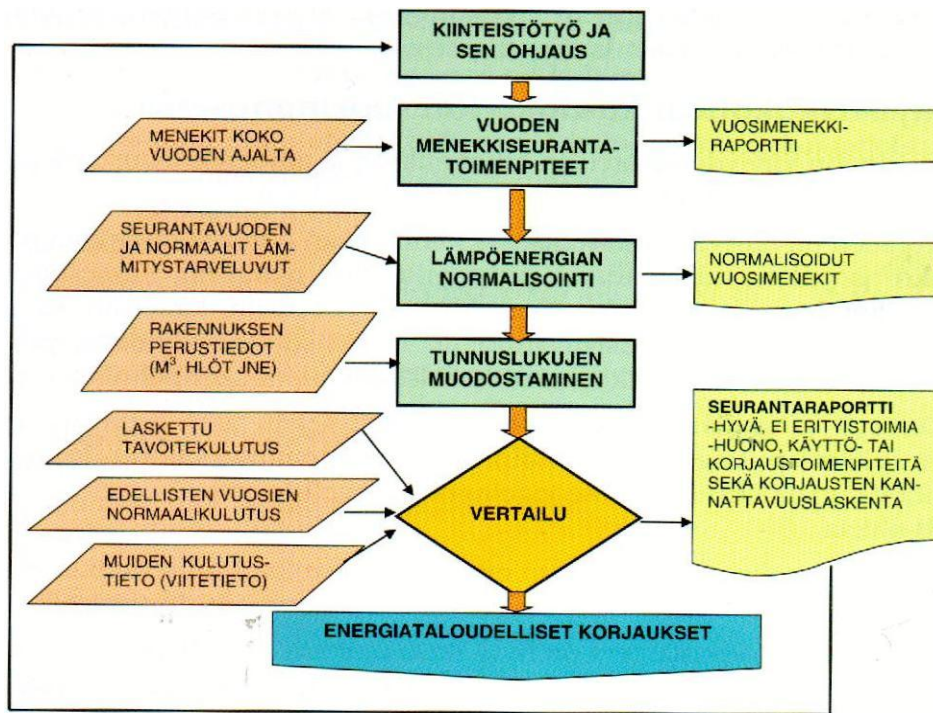 KIINTEISTÖTYÖ JA
SEN OHJAUS
MENEKIT KOKO
VUODEN AJALTA
VUODEN
MENEKKISEURANTA-
TOIMENPITEET
VUOSIMENEKKI-
RAPORTTI
SEURANTAVUODEN
JA NORMAALIT LÄM-
MITYSTARVELUVUT
LÄMPÖENERGIAN
NORMALISOINTI
NORMALISOIDUT
VUOSIMENEKIT
RAKENNUKSEN
PERUSTIEDOT
(M³, HLÖT JNE)
TUNNUSLUKUJEN
MUODOSTAMINEN
LASKETTU
TAVOITEKULUTUS
EDELLISTEN VUOSIEN
NORMAALIKULUTUS
MUIDEN KULUTUS-
TIETO (VIITETIETO)
VERTAILU
SEURANTARAPORTTI
-HYVÄ, EI ERITYISTOIMIA
-HUONO, KÄYTTÖ- TAI
KORJAUSTOIMENPITEITÄ
SEKÄ KORJAUSTEN KAN-
NATTAVUUSLASKENTA
ENERGIATALOUDELLISET KORJAUKSET